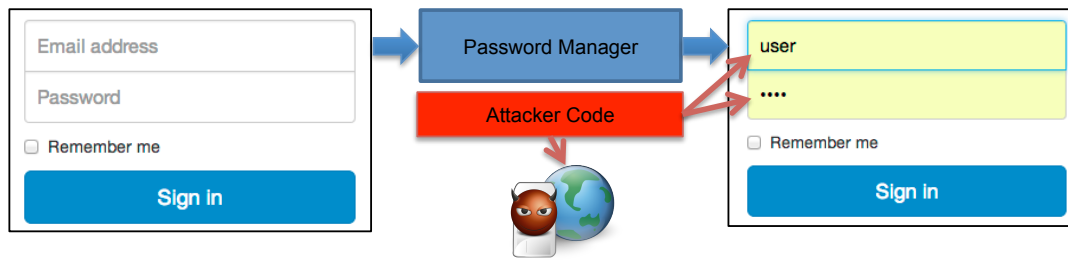 Email address
Password
Remember me
Sign in
Password Manager
Attacker Code
user
••••
Remember me
Sign in